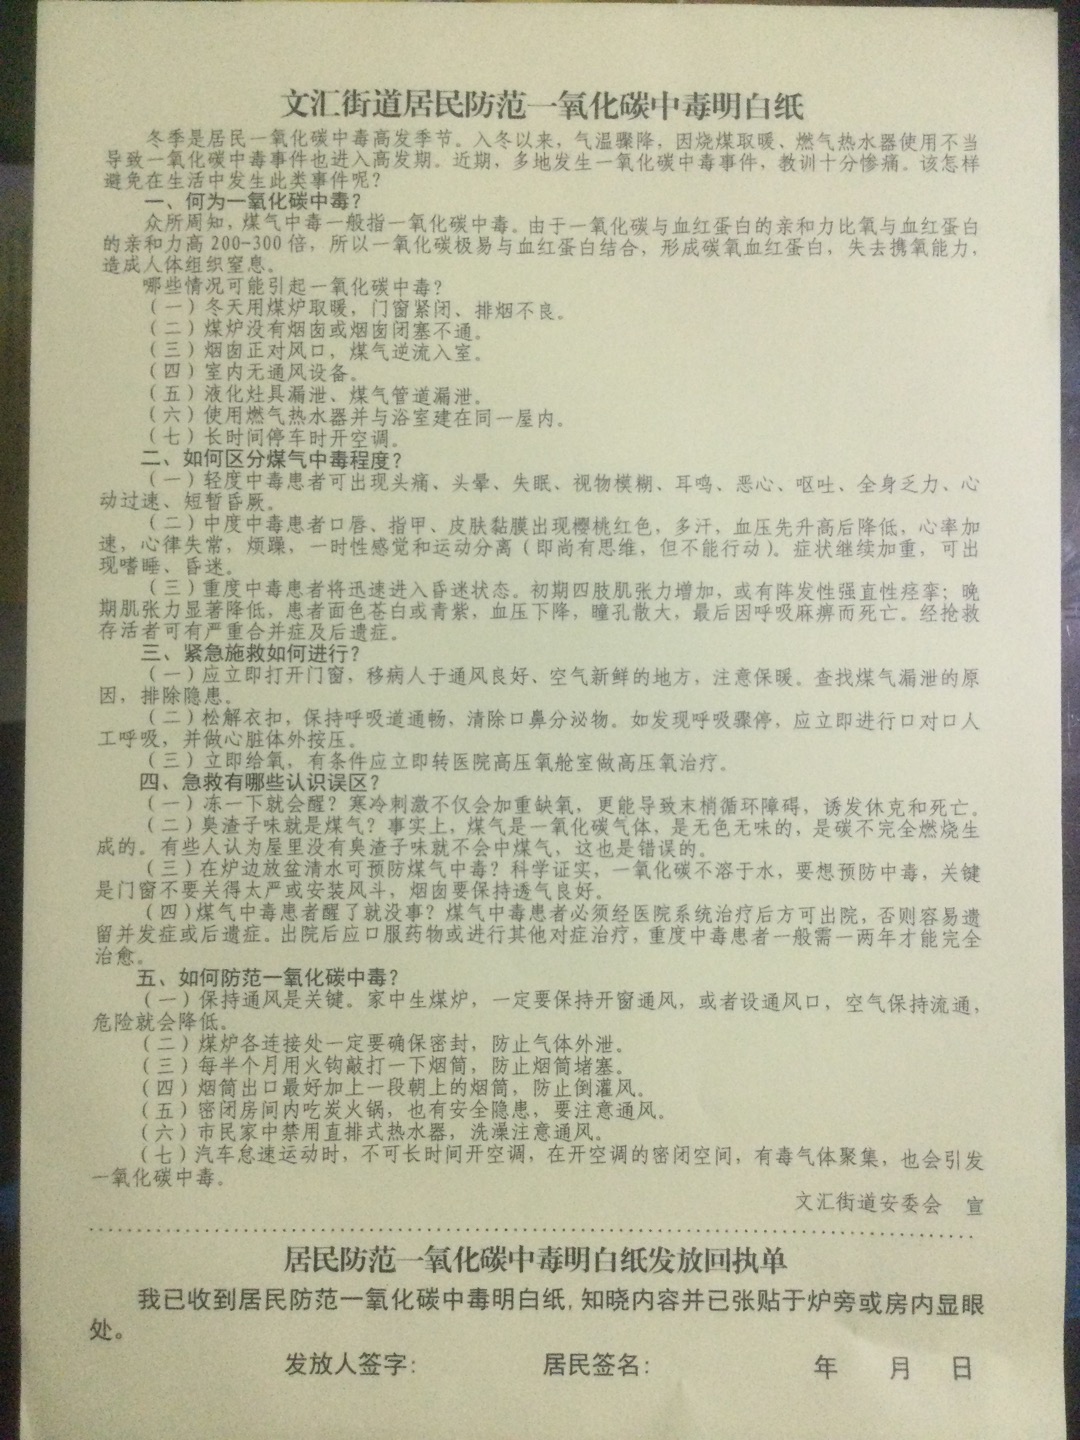 文汇街道居民防范一氧化碳中毒明白纸
冬季是居民一氧化碳中毒高发季节。入冬以来，气温骤降，因烧煤取暖、燃气热水器使用不当
导致一氧化碳中毒事件也进入高发期。近期，多地发生一氧化碳中毒事件，教训十分惨痛。该怎样
避免在生活中发生此类事件呢？
一、何为一氧化碳中毒？
众所周知，煤气中毒一般指一氧化碳中毒。由于一氧化碳与血红蛋白的亲和力比氧与血红蛋白
的亲和力高200-300倍，所以一氧化碳极易与血红蛋白结合，形成碳氧血红蛋白，失去携氧能力，
造成人体组织窒息。
哪些情况可能引起一氧化碳中毒？
（一）冬天用煤炉取暖，门窗紧闭、排烟不良。
（二）煤炉没有烟囱或烟囱闭塞不通。
（三）烟囱正对风口，煤气逆流入室。
（四）室内无通风设备。
（五）液化灶具漏泄、煤气管道漏泄。
（六）使用燃气热水器并与浴室建在同一屋内。
（七）长时间停车时开空调。
二、如何区分煤气中毒程度？
（一）轻度中毒患者可出现头痛、头晕、失眠、视物模糊、耳鸣、恶心、呕吐、全身乏力、心
动过速、短暂昏厥。
（二）中度中毒患者口唇、指甲、皮肤黏膜出现樱桃红色，多汗，血压先升高后降低，心率加
速，心律失常，烦躁，一时性感觉和运动分离（即尚有思维，但不能行动）。症状继续加重，可出
现嗜睡、昏迷。
（三）重度中毒患者将迅速进入昏迷状态。初期四肢肌张力增加，或有阵发性强直性痉挛；晚
期肌张力显著降低，患者面色苍白或青紫，血压下降，瞳孔散大，最后因呼吸麻痹而死亡。经抢救
存活者可有严重合并症及后遗症。
三、紧急施救如何进行？
（一）应立即打开门窗，移病人于通风良好、空气新鲜的地方，注意保暖。查找煤气漏泄的原
因，排除隐患。
（二）松解衣扣，保持呼吸道通畅，清除口鼻分泌物。如发现呼吸骤停，应立即进行口对口人
工呼吸，并做心脏体外按压。
（三）立即给氧，有条件应立即转医院高压氧舱室做高压氧治疗。
四、急救有哪些认识误区？
（一）冻一下就会醒？寒冷刺激不仅会加重缺氧，更能导致末梢循环障碍，诱发休克和死亡。
（二）臭渣子味就是煤气？事实上，煤气是一氧化碳气体，是无色无味的，是碳不完全燃烧生
成的。有些人认为屋里没有臭渣子味就不会中煤气，这也是错误的。
（三）在炉边放盆清水可预防煤气中毒？科学证实，一氧化碳不溶于水，要想预防中毒，关键
是门窗不要关得太严或安装风斗，烟囱要保持透气良好。
（四）煤气中毒患者醒了就没事？煤气中毒患者必须经医院系统治疗后方可出院，否则容易遗
留并发症或后遗症。出院后应口服药物或进行其他对症治疗，重度中毒患者一般需一两年才能完全
治愈。
五、如何防范一氧化碳中毒？
（一）保持通风是关键。家中生煤炉，一定要保持开窗通风，或者设通风口，空气保持流通，
危险就会降低。
（二）煤炉各连接处一定要确保密封，防止气体外泄。
（三）每半个月用火钩敲打一下烟筒，防止烟筒堵塞。
（四）烟筒出口最好加上一段朝上的烟筒，防止倒灌风。
（五）密闭房间内吃炭火锅，也有安全隐患，要注意通风。
（六）市民家中禁用直排式热水器，洗澡注意通风。
（七）汽车怠速运动时，不可长时间开空调，在开空调的密闭空间，有毒气体聚集，也会引发
一氧化碳中毒。
文汇街道安委会 宣
居民防范一氧化碳中毒明白纸发放回执单
我已收到居民防范一氧化碳中毒明白纸，知晓内容并已张贴于炉旁或房内显眼
处。
发放人签字： 居民签名： 年 月 日